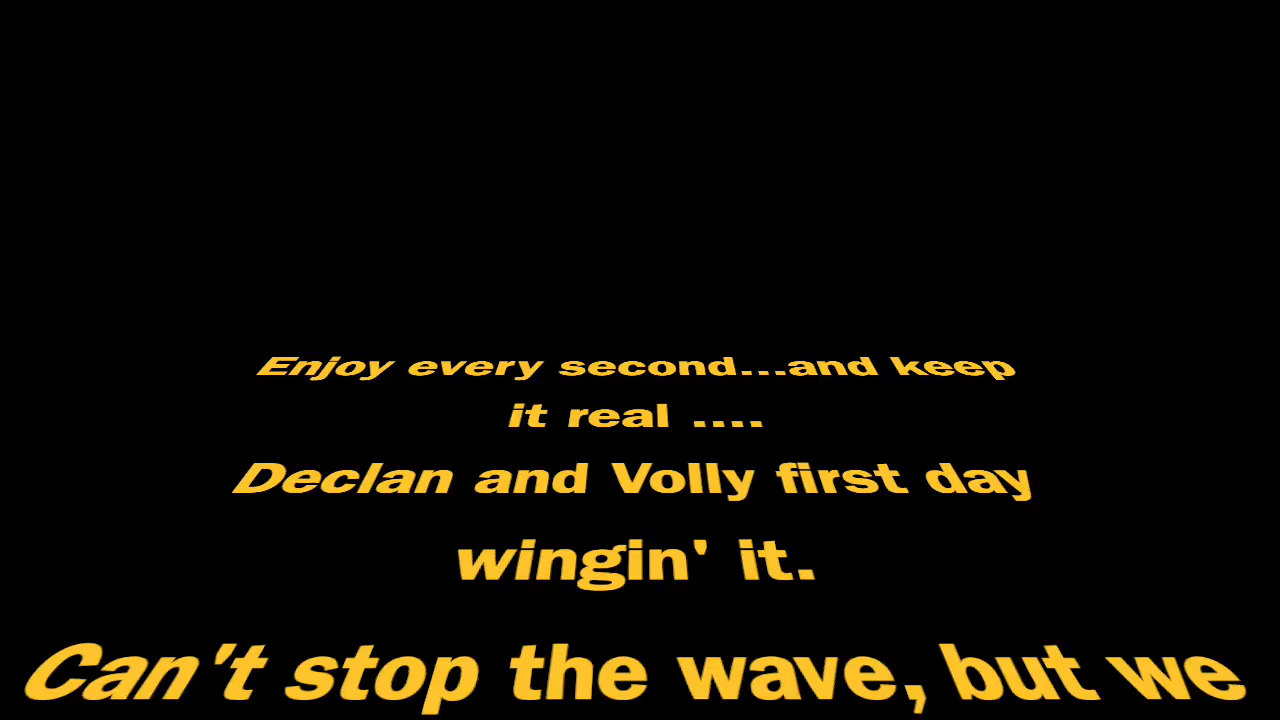 Enjoy every second...and keep
it real ....
Declan and Volly first day
wingin' it.
Can't stop the wave, but we